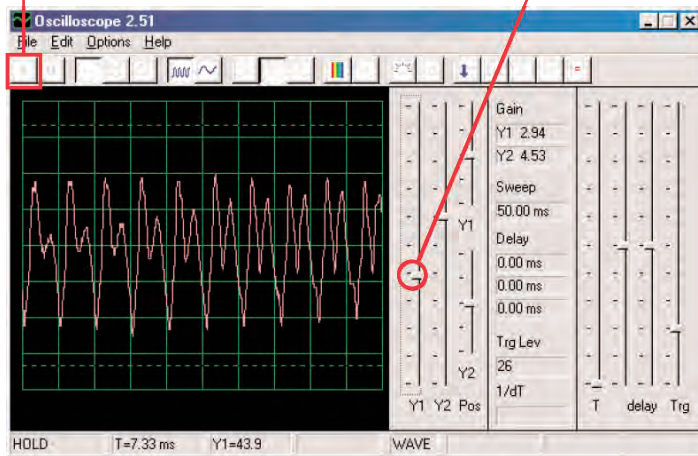 Oscilloscope 2.51
File Edit Options Help
Gain
Y1 2.94
Y2 4.53
Sweep
50.00 ms
Delay
0.00 ms
0.00 ms
0.00 ms
Trg Lev
26
1/dT
Y1
Y2
Y1 Y2 Pos
T delay Trg
HOLD T=7.33 ms Y1=43.9 WAVE